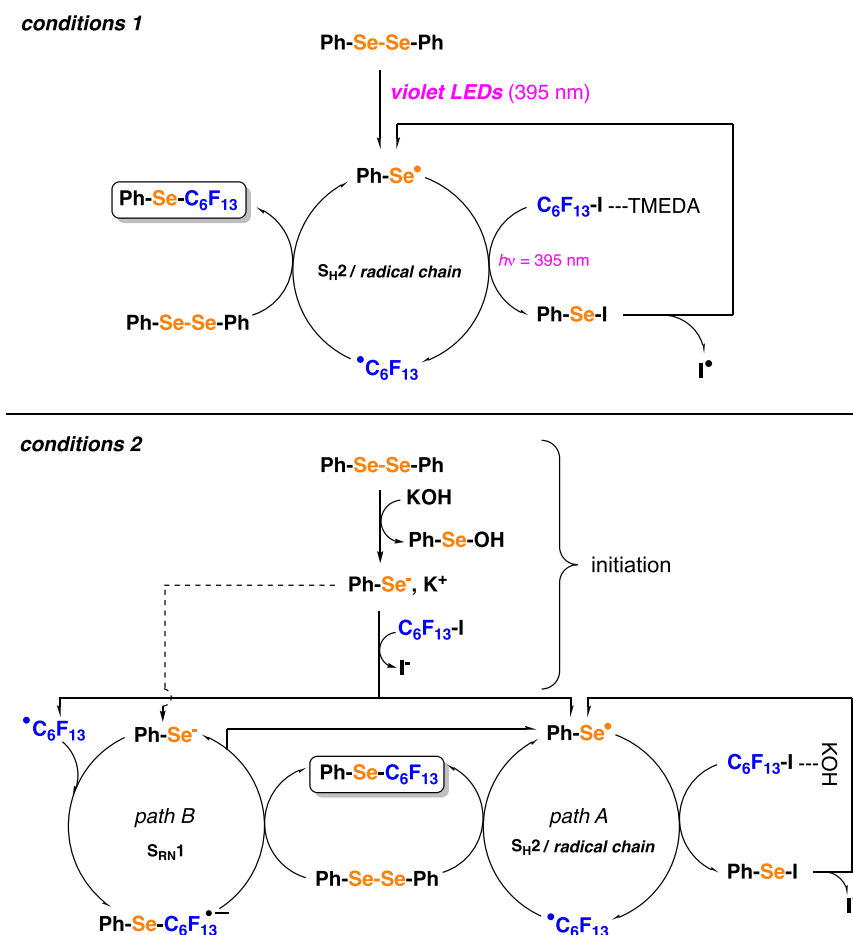 conditions 1
Ph-Se-Se-Ph
violet LEDs (395 nm)
Ph-Se•
Ph-Se-C₆F₁₃
C₆F₁₃-I ---TMEDA
S_H2 / radical chain
hν = 395 nm
Ph-Se-Se-Ph
Ph-Se-I
•C₆F₁₃
I•
conditions 2
Ph-Se-Se-Ph
KOH
Ph-Se-OH
initiation
Ph-Se⁻, K⁺
C₆F₁₃-I
I⁻
•C₆F₁₃
Ph-Se⁻
Ph-Se•
Ph-Se-C₆F₁₃
C₆F₁₃-I ----KOH
path B
S_RN1
path A
S_H2 / radical chain
Ph-Se-Se-Ph
Ph-Se-I
Ph-Se-C₆F₁₃•–
•C₆F₁₃
I